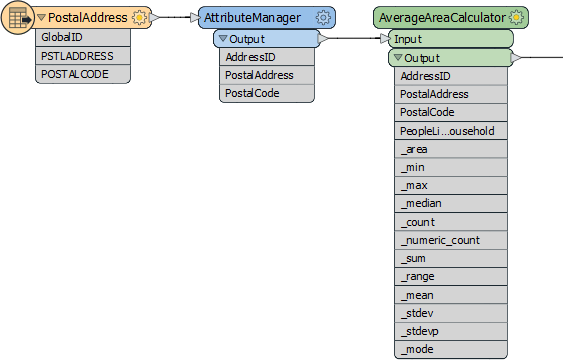 PostalAddress
GlobalID
PSTLADDRESS
POSTALCODE
AttributeManager
Output
AddressID
PostalAddress
PostalCode
AverageAreaCalculator
Input
Output
AddressID
PostalAddress
PostalCode
PeopleLi...ousehold
_area
_min
_max
_median
_count
_numeric_count
_sum
_range
_mean
_stdev
_stdevp
_mode